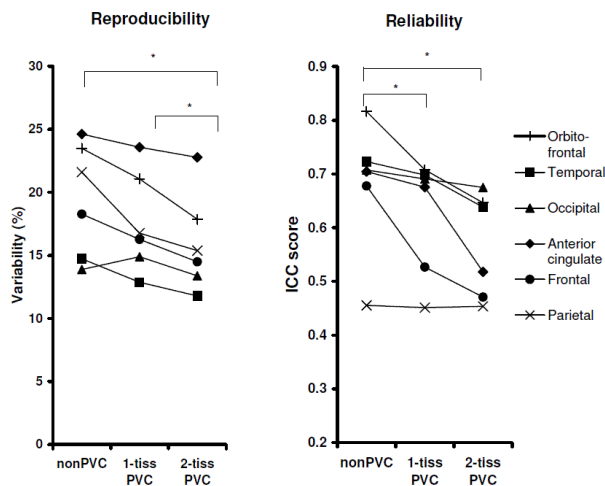 Reproducibility
Reliability
*
*
30
25
20
15
10
5
0
Variability (%)
nonPVC
1-tiss
PVC
2-tiss
PVC
*
*
0.9
0.8
0.7
0.6
0.5
0.4
0.3
0.2
ICC score
nonPVC
1-tiss
PVC
2-tiss
PVC
Orbito-
frontal
Temporal
Occipital
Anterior
cingulate
Frontal
Parietal